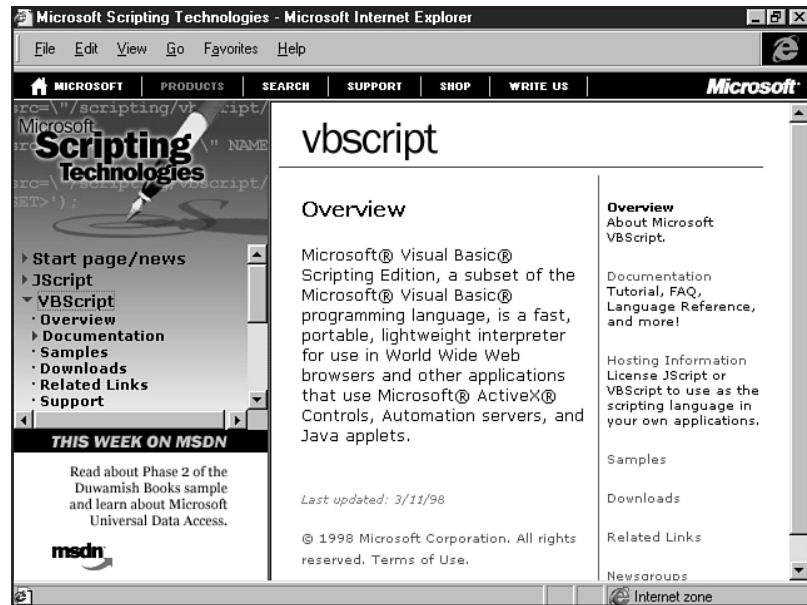 Microsoft Scripting Technologies - Microsoft Internet Explorer
File Edit View Go Favorites Help
MICROSOFT PRODUCTS SEARCH SUPPORT SHOP WRITE US Microsoft
Microsoft
Scripting
Technologies
src=\"/scripting/
\" NAME
src=\"/scripting/vbscript/
SET>');
Start page/news
JScript
VBScript
Overview
Documentation
Samples
Downloads
Related Links
Support
THIS WEEK ON MSDN
Read about Phase 2 of the
Duwamish Books sample
and learn about Microsoft
Universal Data Access.
msdn
vbscript
Overview
Microsoft® Visual Basic®
Scripting Edition, a subset of the
Microsoft® Visual Basic®
programming language, is a fast,
portable, lightweight interpreter
for use in World Wide Web
browsers and other applications
that use Microsoft® ActiveX®
Controls, Automation servers, and
Java applets.
Last updated: 3/11/98
© 1998 Microsoft Corporation. All rights
reserved. Terms of Use.
Overview
About Microsoft
VBScript.
Documentation
Tutorial, FAQ,
Language Reference,
and more!
Hosting Information
License JScript or
VBScript to use as the
scripting language in
your own applications.
Samples
Downloads
Related Links
Newsgroups
Internet zone